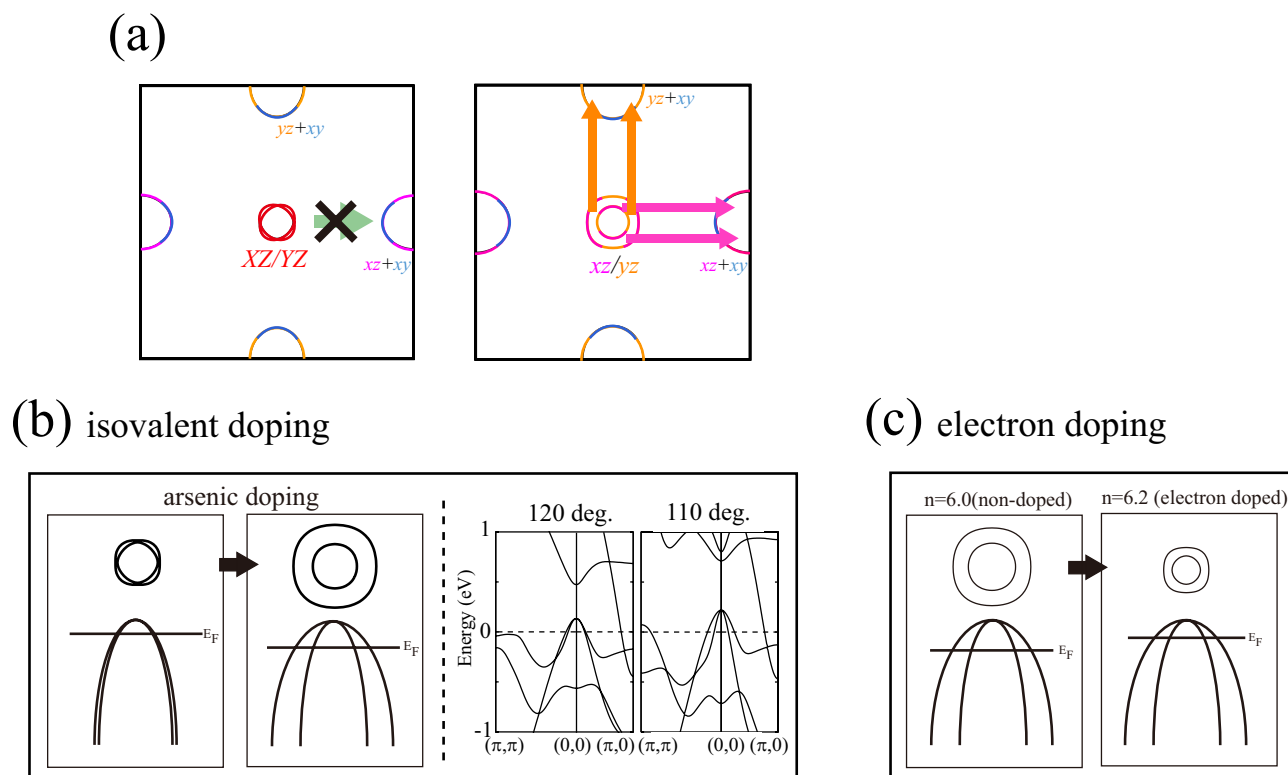 (a)
yz+xy
XZ/YZ
xz+xy
yz+xy
xz/yz
xz+xy
(b) isovalent doping
arsenic doping
E_F
E_F
120 deg.
110 deg.
Energy (eV)
1
0
-1
(π,π)
(0,0)
(π,0)
(π,π)
(0,0)
(π,0)
(c) electron doping
n=6.0(non-doped)
n=6.2 (electron doped)
E_F
E_F